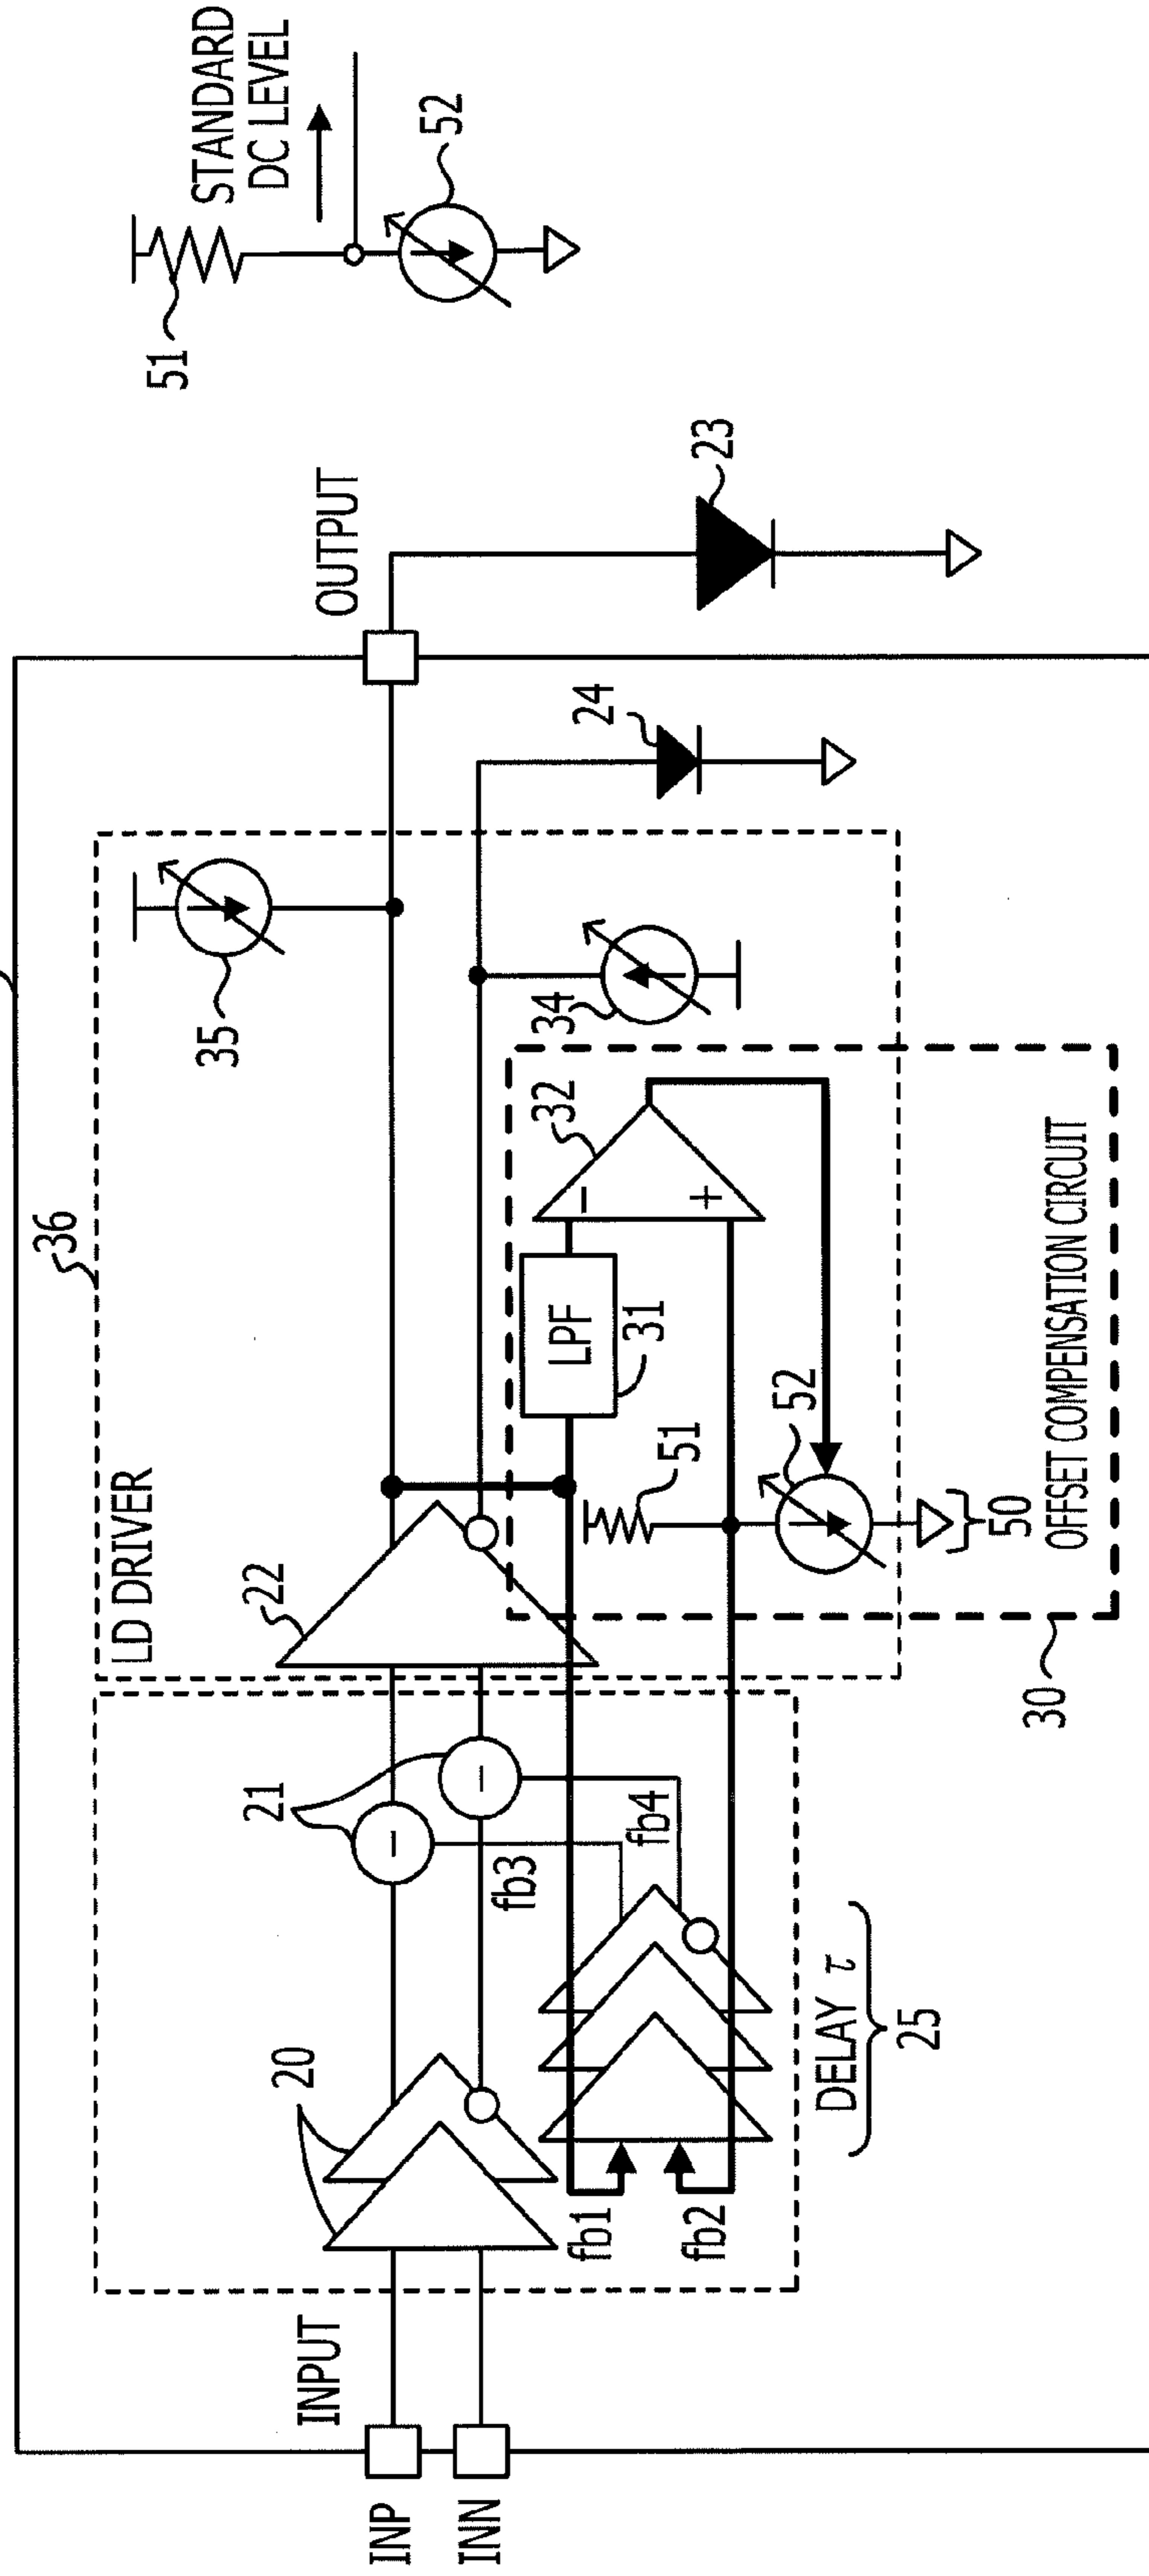 36
LD DRIVER
35
OUTPUT
STANDARD
DC LEVEL
51
52
23
24
34
22
32
−
+
LPF
31
51
52
50
OFFSET COMPENSATION CIRCUIT
30
21
−
−
fb3
fb4
20
fb1
fb2
DELAY τ
25
INPUT
INP
INN